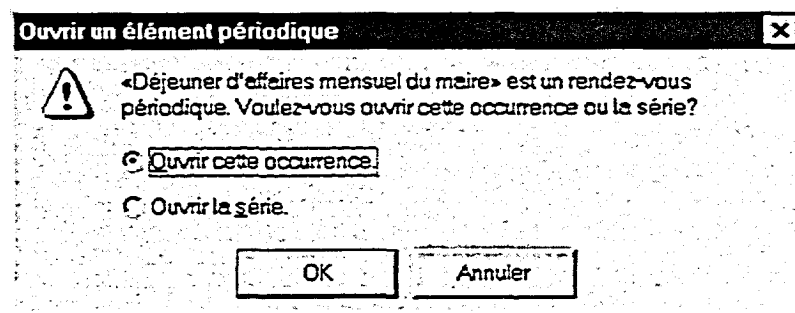 Ouvrir un élément périodique
«Déjeuner d'affaires mensuel du maire» est un rendez-vous
périodique. Voulez-vous ouvrir cette occurrence ou la série?
Ouvrir cette occurrence.
Ouvrir la série.
OK Annuler